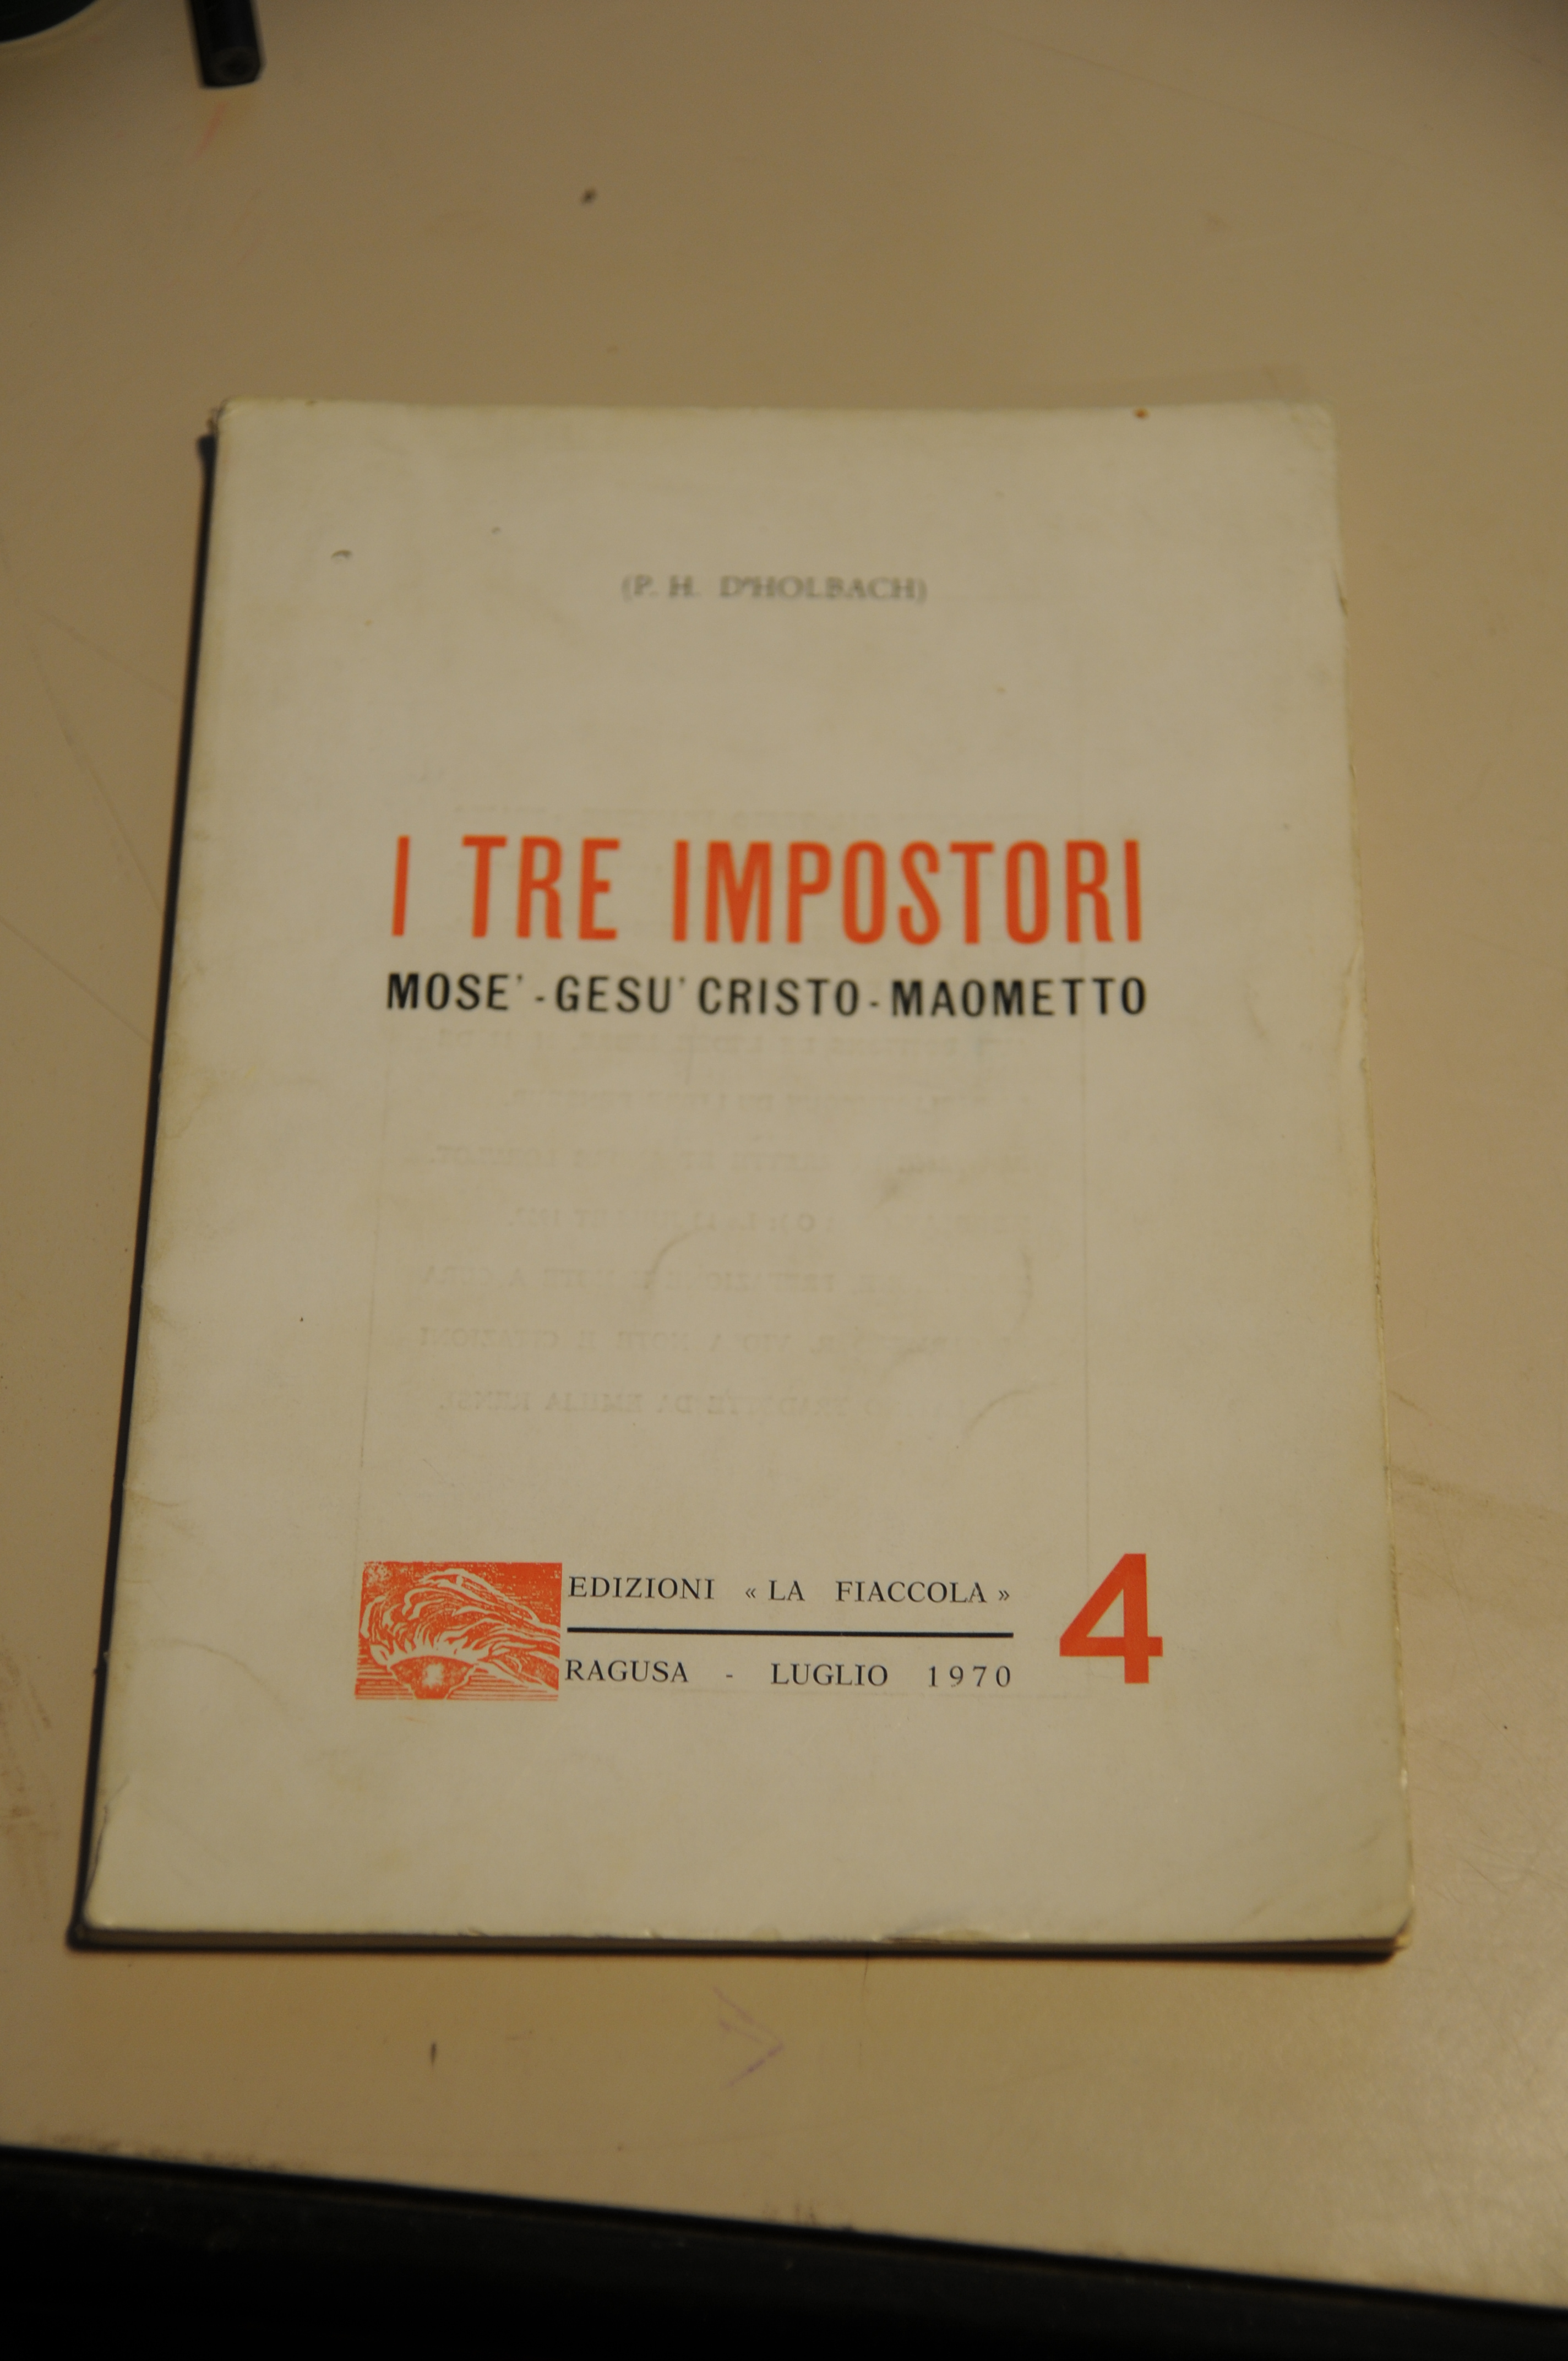 (P. H. D'HOLBACH)
I TRE IMPOSTORI
MOSE' - GESU' CRISTO - MAOMETTO
EDIZIONI « LA FIACCOLA »
RAGUSA - LUGLIO 1970
4